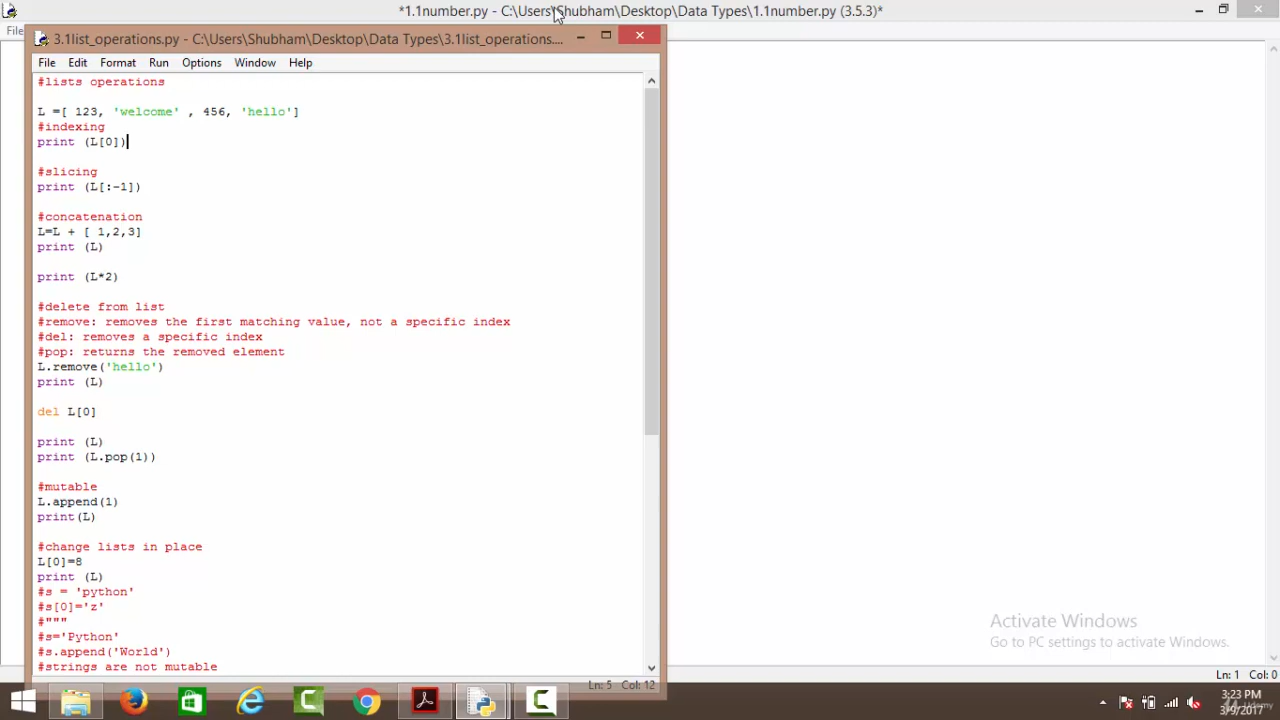 *1.1number.py - C:\Users\Shubham\Desktop\Data Types\1.1number.py (3.5.3)*
File
3.1list_operations.py - C:\Users\Shubham\Desktop\Data Types\3.1list_operations....
File Edit Format Run Options Window Help
#lists operations
L =[ 123, 'welcome' , 456, 'hello']
#indexing
print (L[0])
#slicing
print (L[:-1])
#concatenation
L=L + [ 1,2,3]
print (L)
print (L*2)
#delete from list
#remove: removes the first matching value, not a specific index
#del: removes a specific index
#pop: returns the removed element
L.remove('hello')
print (L)
del L[0]
print (L)
print (L.pop(1))
#mutable
L.append(1)
print(L)
#change lists in place
L[0]=8
print (L)
#s = 'python'
#s[0]='z'
#"""
#s='Python'
#s.append('World')
#strings are not mutable
Ln: 5 Col: 12
Activate Windows
Go to PC settings to activate Windows.
Ln: 1 Col: 0
3:23 PM
3/9/2017
Udemy